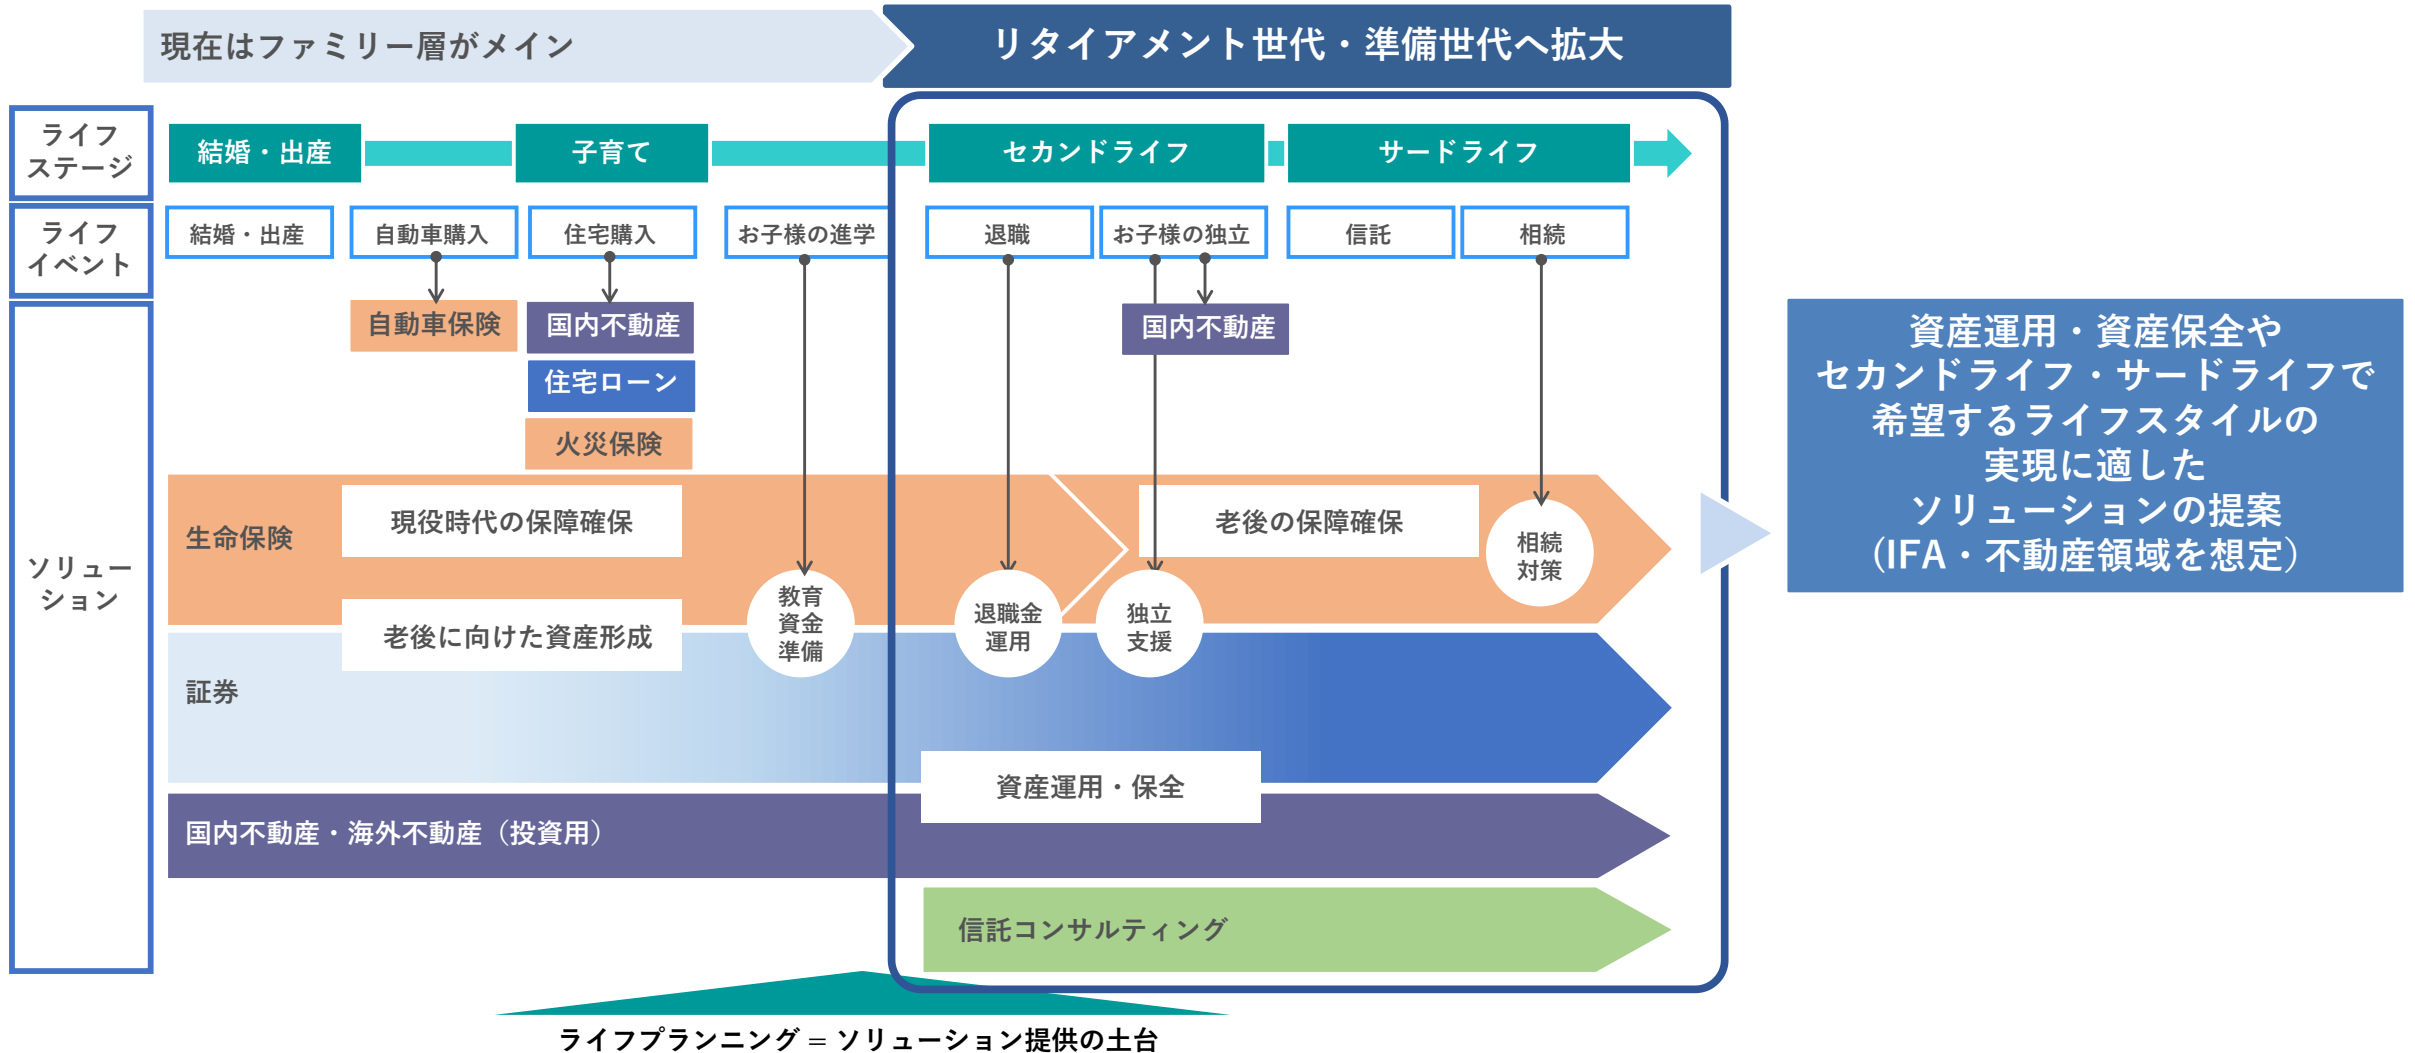 現在はファミリー層がメイン
リタイアメント世代・準備世代へ拡大
ライフ
ステージ
結婚・出産
子育て
セカンドライフ
サードライフ
ライフ
イベント
結婚・出産
自動車購入
住宅購入
お子様の進学
退職
お子様の独立
信託
相続
ソリュー
ション
自動車保険
国内不動産
住宅ローン
火災保険
国内不動産
生命保険
現役時代の保障確保
老後の保障確保
相続
対策
老後に向けた資産形成
教育
資金
準備
退職金
運用
独立
支援
証券
資産運用・保全
国内不動産・海外不動産（投資用）
信託コンサルティング
ライフプランニング＝ソリューション提供の土台
資産運用・資産保全や
セカンドライフ・サードライフで
希望するライフスタイルの
実現に適した
ソリューションの提案
（IFA・不動産領域を想定）